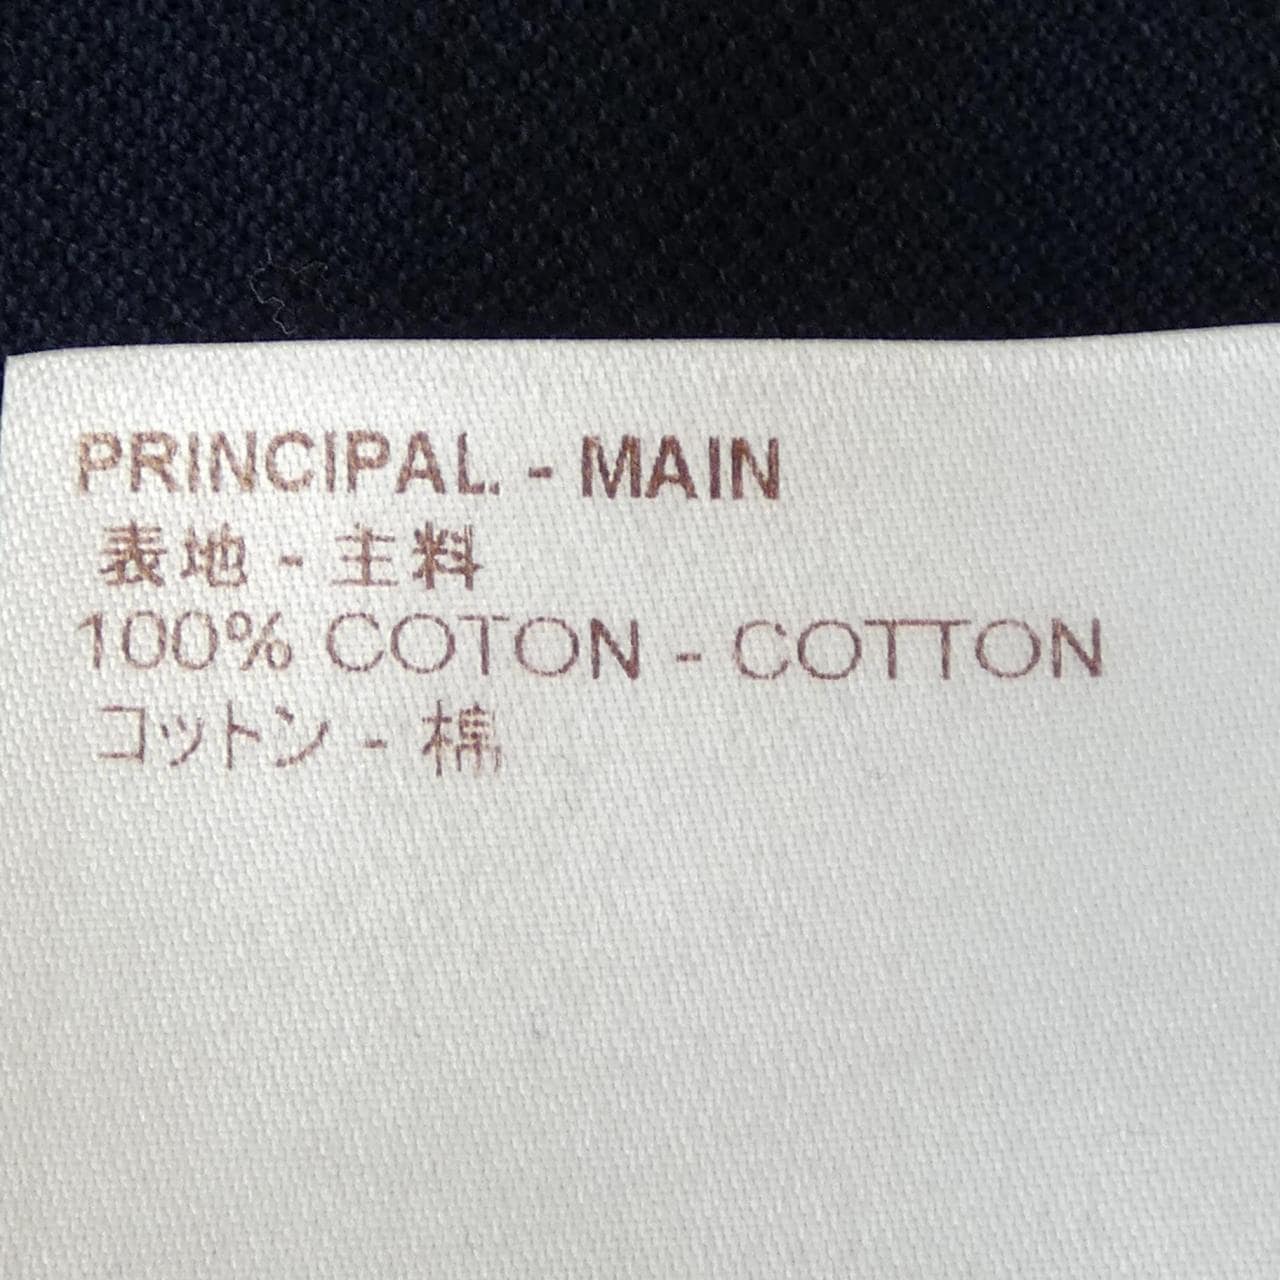 PRINCIPAL. - MAIN
表地 - 主料
100% COTON - COTTON
コットン - 棉